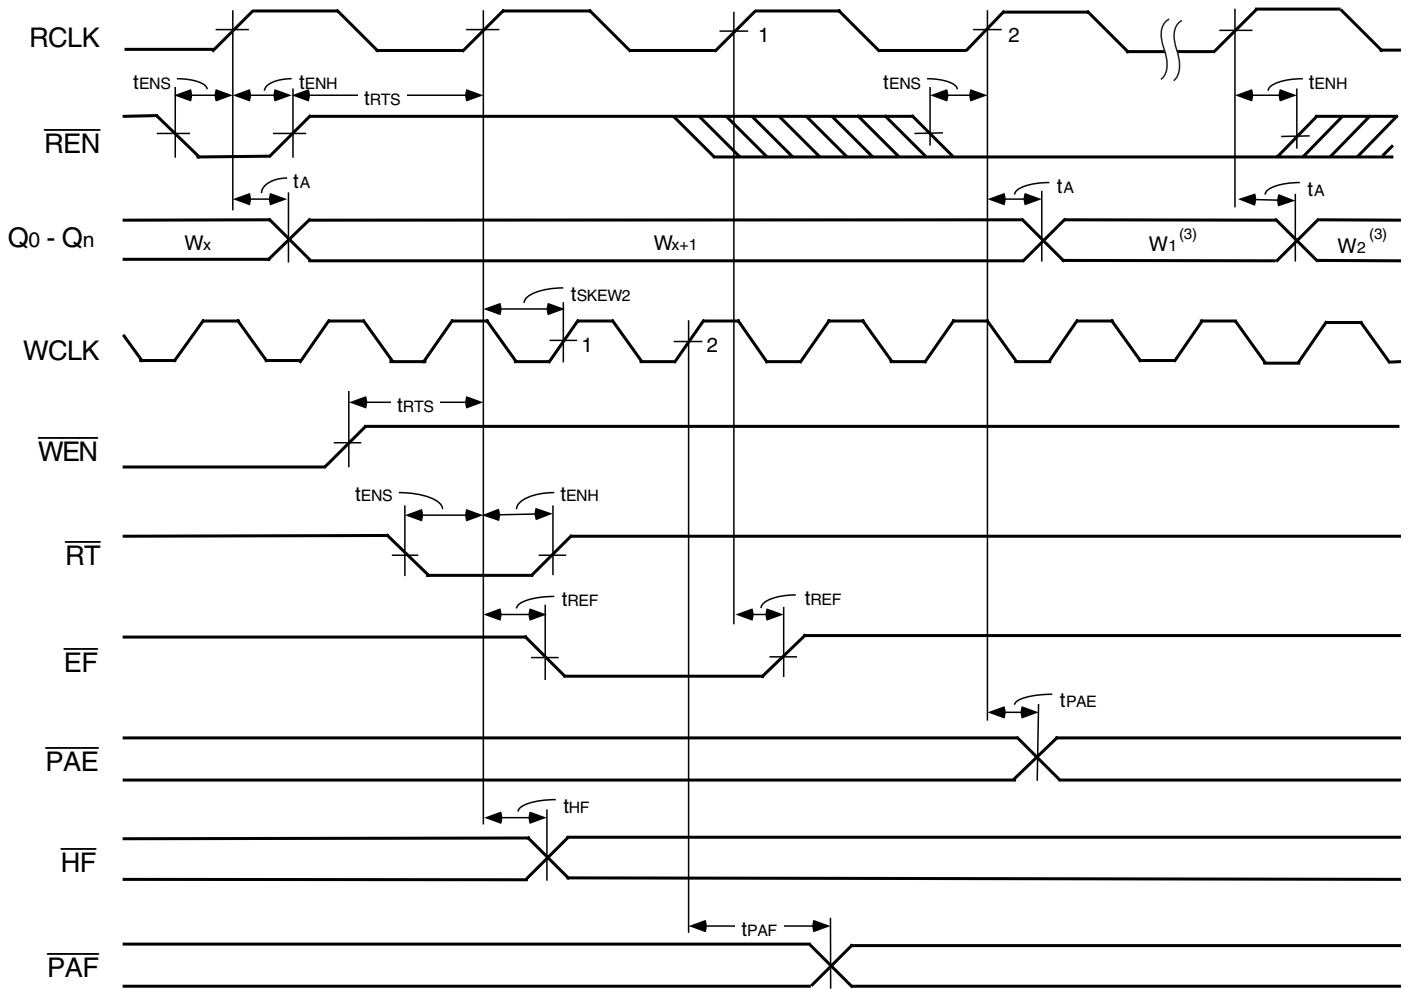 RCLK 1 2
tENS tENH tRTS tENS tENH
REN
tA tA tA
Q0 - Qn Wx Wx+1 W1(3) W2(3)
tSKEW2
WCLK 1 2
tRTS
WEN
tENS tENH
RT
tREF tREF
EF
tPAE
PAE
tHF
HF
tPAF
PAF